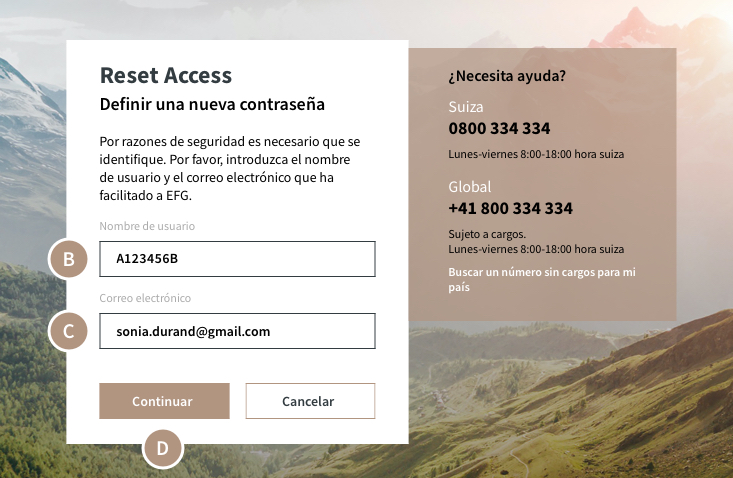 Reset Access
Definir una nueva contraseña
Por razones de seguridad es necesario que se
identifique. Por favor, introduzca el nombre
de usuario y el correo electrónico que ha
facilitado a EFG.
Nombre de usuario
B
A123456B
Correo electrónico
C
sonia.durand@gmail.com
Continuar
Cancelar
D
¿Necesita ayuda?
Suiza
0800 334 334
Lunes-viernes 8:00-18:00 hora suiza
Global
+41 800 334 334
Sujeto a cargos.
Lunes-viernes 8:00-18:00 hora suiza
Buscar un número sin cargos para mi
país